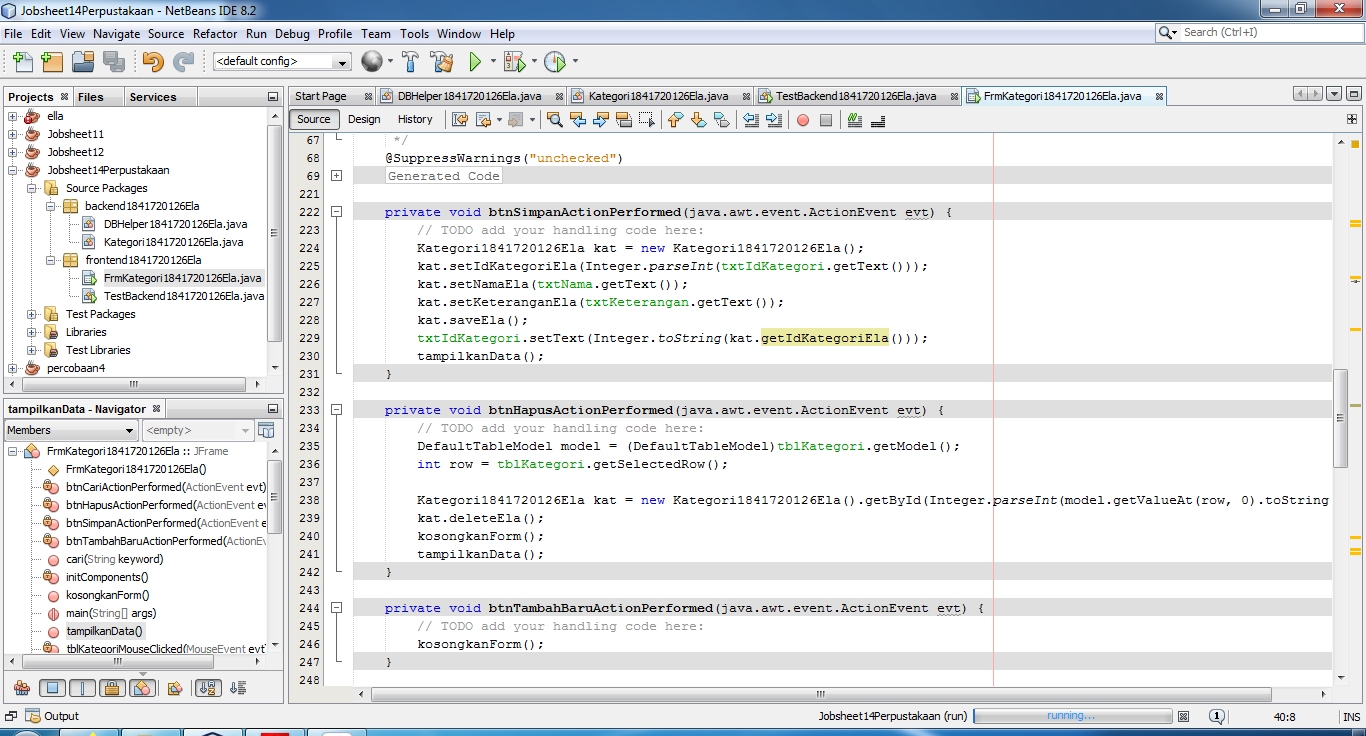 Jobsheet14Perpustakaan - NetBeans IDE 8.2
File Edit View Navigate Source Refactor Run Debug Profile Team Tools Window Help
Search (Ctrl+I)
<default config>
Projects Files Services
ella
Jobsheet11
Jobsheet12
Jobsheet14Perpustakaan
Source Packages
backend1841720126Ela
DBHelper1841720126Ela.java
Kategori1841720126Ela.java
frontend1841720126Ela
FrmKategori1841720126Ela.java
TestBackend1841720126Ela.java
Test Packages
Libraries
Test Libraries
percobaan4
tampilkanData - Navigator
Members <empty>
FrmKategori1841720126Ela :: JFrame
FrmKategori1841720126Ela()
btnCariActionPerformed(ActionEvent evt)
btnHapusActionPerformed(ActionEvent ev
btnSimpanActionPerformed(ActionEvent e
btnTambahBaruActionPerformed(ActionEv
cari(String keyword)
initComponents()
kosongkanForm()
main(String[] args)
tampilkanData()
tblKategoriMouseClicked(MouseEvent evt
Start Page DBHelper1841720126Ela.java Kategori1841720126Ela.java TestBackend1841720126Ela.java FrmKategori1841720126Ela.java
Source Design History
67 */
68 @SuppressWarnings("unchecked")
69 Generated Code
221
222 private void btnSimpanActionPerformed(java.awt.event.ActionEvent evt) {
223 // TODO add your handling code here:
224 Kategori1841720126Ela kat = new Kategori1841720126Ela();
225 kat.setIdKategoriEla(Integer.parseInt(txtIdKategori.getText()));
226 kat.setNamaEla(txtNama.getText());
227 kat.setKeteranganEla(txtKeterangan.getText());
228 kat.saveEla();
229 txtIdKategori.setText(Integer.toString(kat.getIdKategoriEla()));
230 tampilkanData();
231 }
232
233 private void btnHapusActionPerformed(java.awt.event.ActionEvent evt) {
234 // TODO add your handling code here:
235 DefaultTableModel model = (DefaultTableModel)tblKategori.getModel();
236 int row = tblKategori.getSelectedRow();
237
238 Kategori1841720126Ela kat = new Kategori1841720126Ela().getById(Integer.parseInt(model.getValueAt(row, 0).toString
239 kat.deleteEla();
240 kosongkanForm();
241 tampilkanData();
242 }
243
244 private void btnTambahBaruActionPerformed(java.awt.event.ActionEvent evt) {
245 // TODO add your handling code here:
246 kosongkanForm();
247 }
248
Output
Jobsheet14Perpustakaan (run) running... 1 40:8 INS